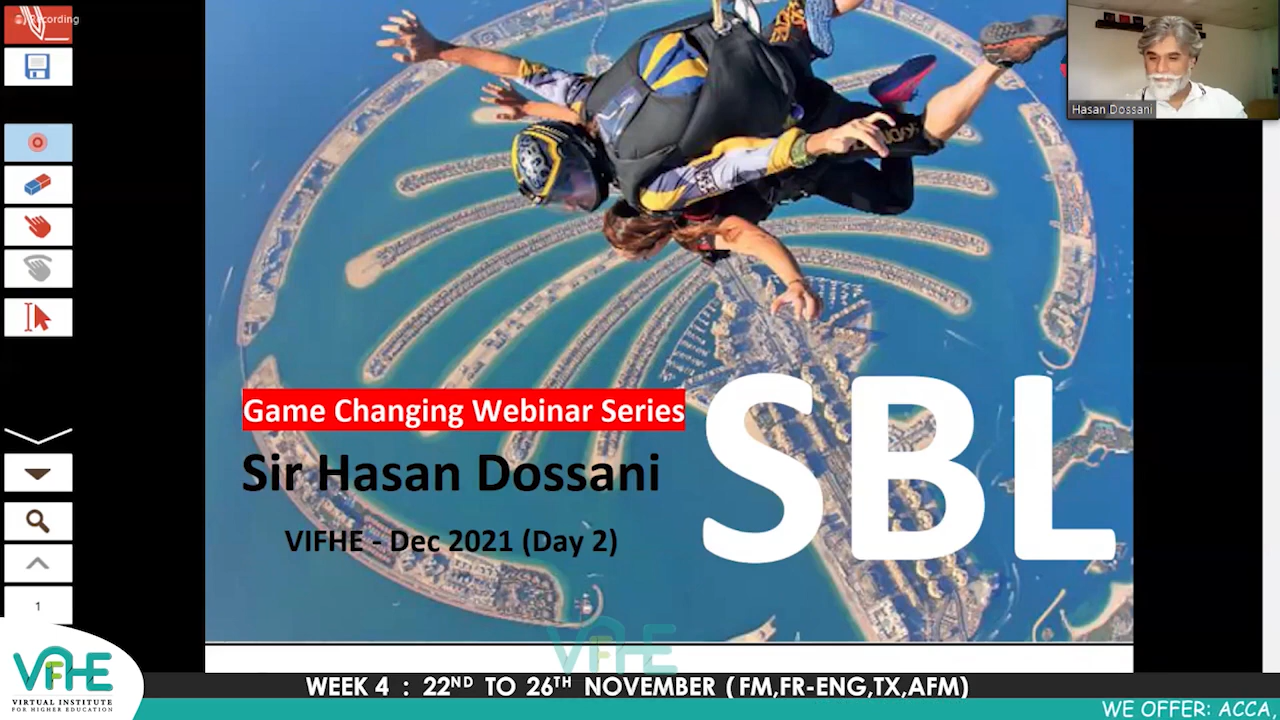 Recording
Hasan Dossani
Game Changing Webinar Series
SBL
Sir Hasan Dossani
VIFHE - Dec 2021 (Day 2)
1
VIFHE
VIFHE
VIRTUAL INSTITUTE
FOR HIGHER EDUCATION
WEEK 4 : 22ND TO 26TH NOVEMBER (FM,FR-ENG,TX,AFM)
WE OFFER: ACCA,